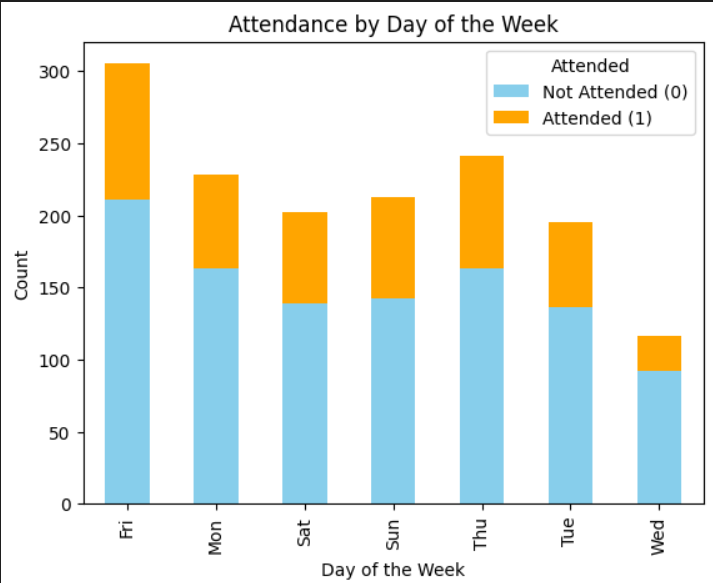 Attendance by Day of the Week
Attended
Not Attended (0)
Attended (1)
300
250
200
150
100
50
0
Count
Fri
Mon
Sat
Sun
Thu
Tue
Wed
Day of the Week